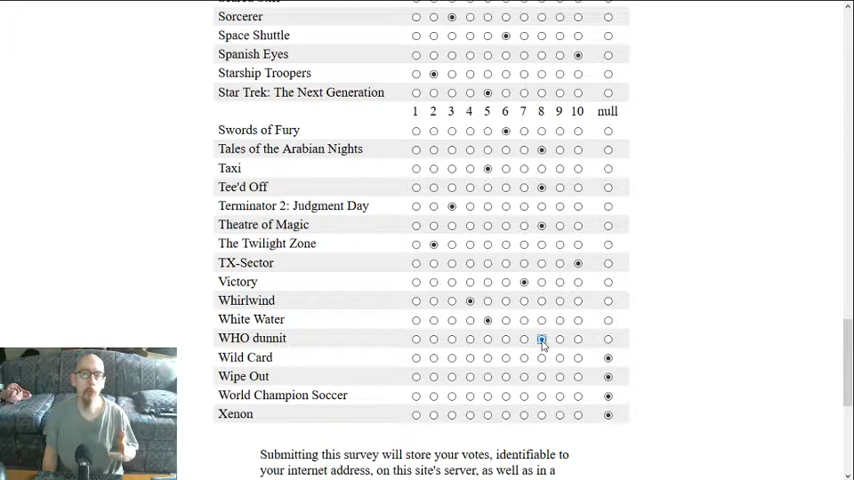 Sorcerer
Space Shuttle
Spanish Eyes
Starship Troopers
Star Trek: The Next Generation
1 2 3 4 5 6 7 8 9 10 null
Swords of Fury
Tales of the Arabian Nights
Taxi
Tee'd Off
Terminator 2: Judgment Day
Theatre of Magic
The Twilight Zone
TX-Sector
Victory
Whirlwind
White Water
WHO dunnit
Wild Card
Wipe Out
World Champion Soccer
Xenon
Submitting this survey will store your votes, identifiable to
your internet address, on this site's server, as well as in a